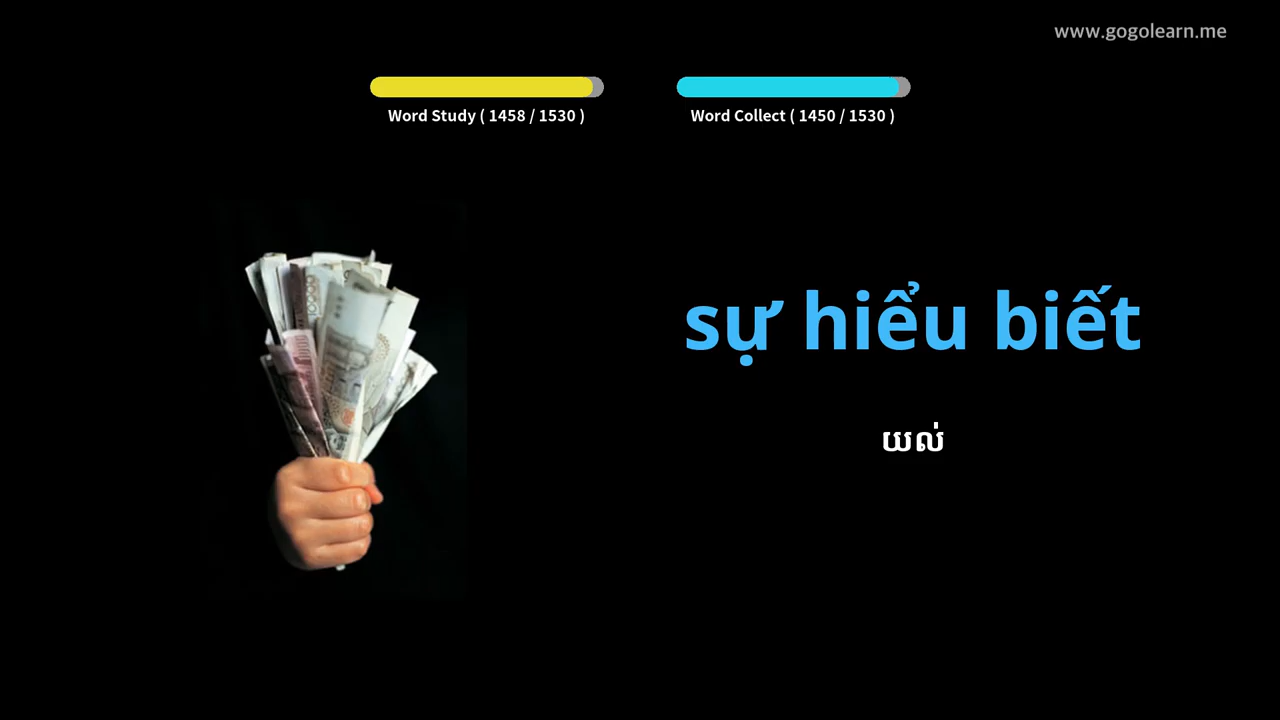 www.gogolearn.me
Word Study ( 1458 / 1530 )
Word Collect ( 1450 / 1530 )
sự hiểu biết
យល់